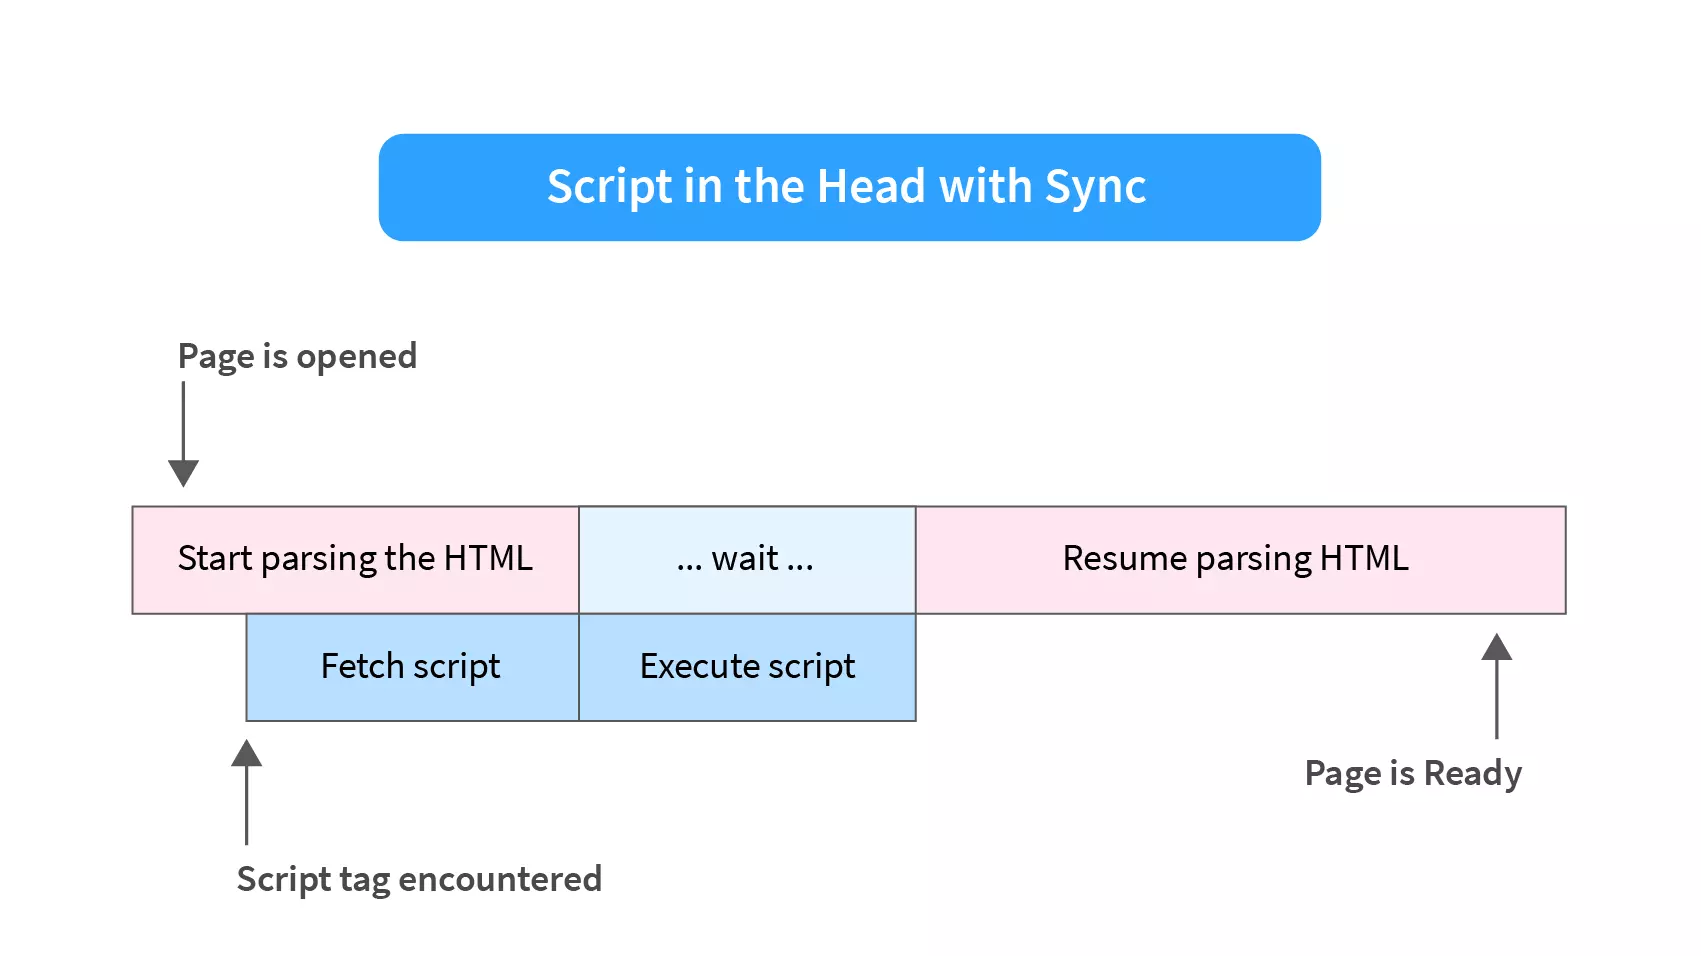 Script in the Head with Sync
Page is opened
Start parsing the HTML
... wait ...
Resume parsing HTML
Fetch script
Execute script
Page is Ready
Script tag encountered